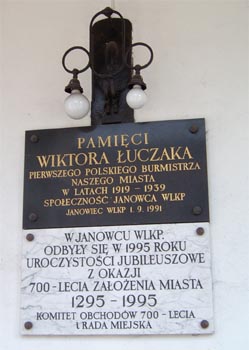 PAMIĘCI
WIKTORA ŁUCZAKA
PIERWSZEGO POLSKIEGO BURMISTRZA
NASZEGO MIASTA
W LATACH 1919 - 1939
SPOŁECZNOŚĆ JANOWCA WLKP
JANOWIEC WLKP 1. 9. 1991
W JANOWCU WLKP.
ODBYŁY SIĘ W 1995 ROKU
UROCZYSTOŚCI JUBILEUSZOWE
Z OKAZJI
700-LECIA ZAŁOŻENIA MIASTA
1295-1995
KOMITET OBCHODÓW 700-LECIA
I RADA MIEJSKA